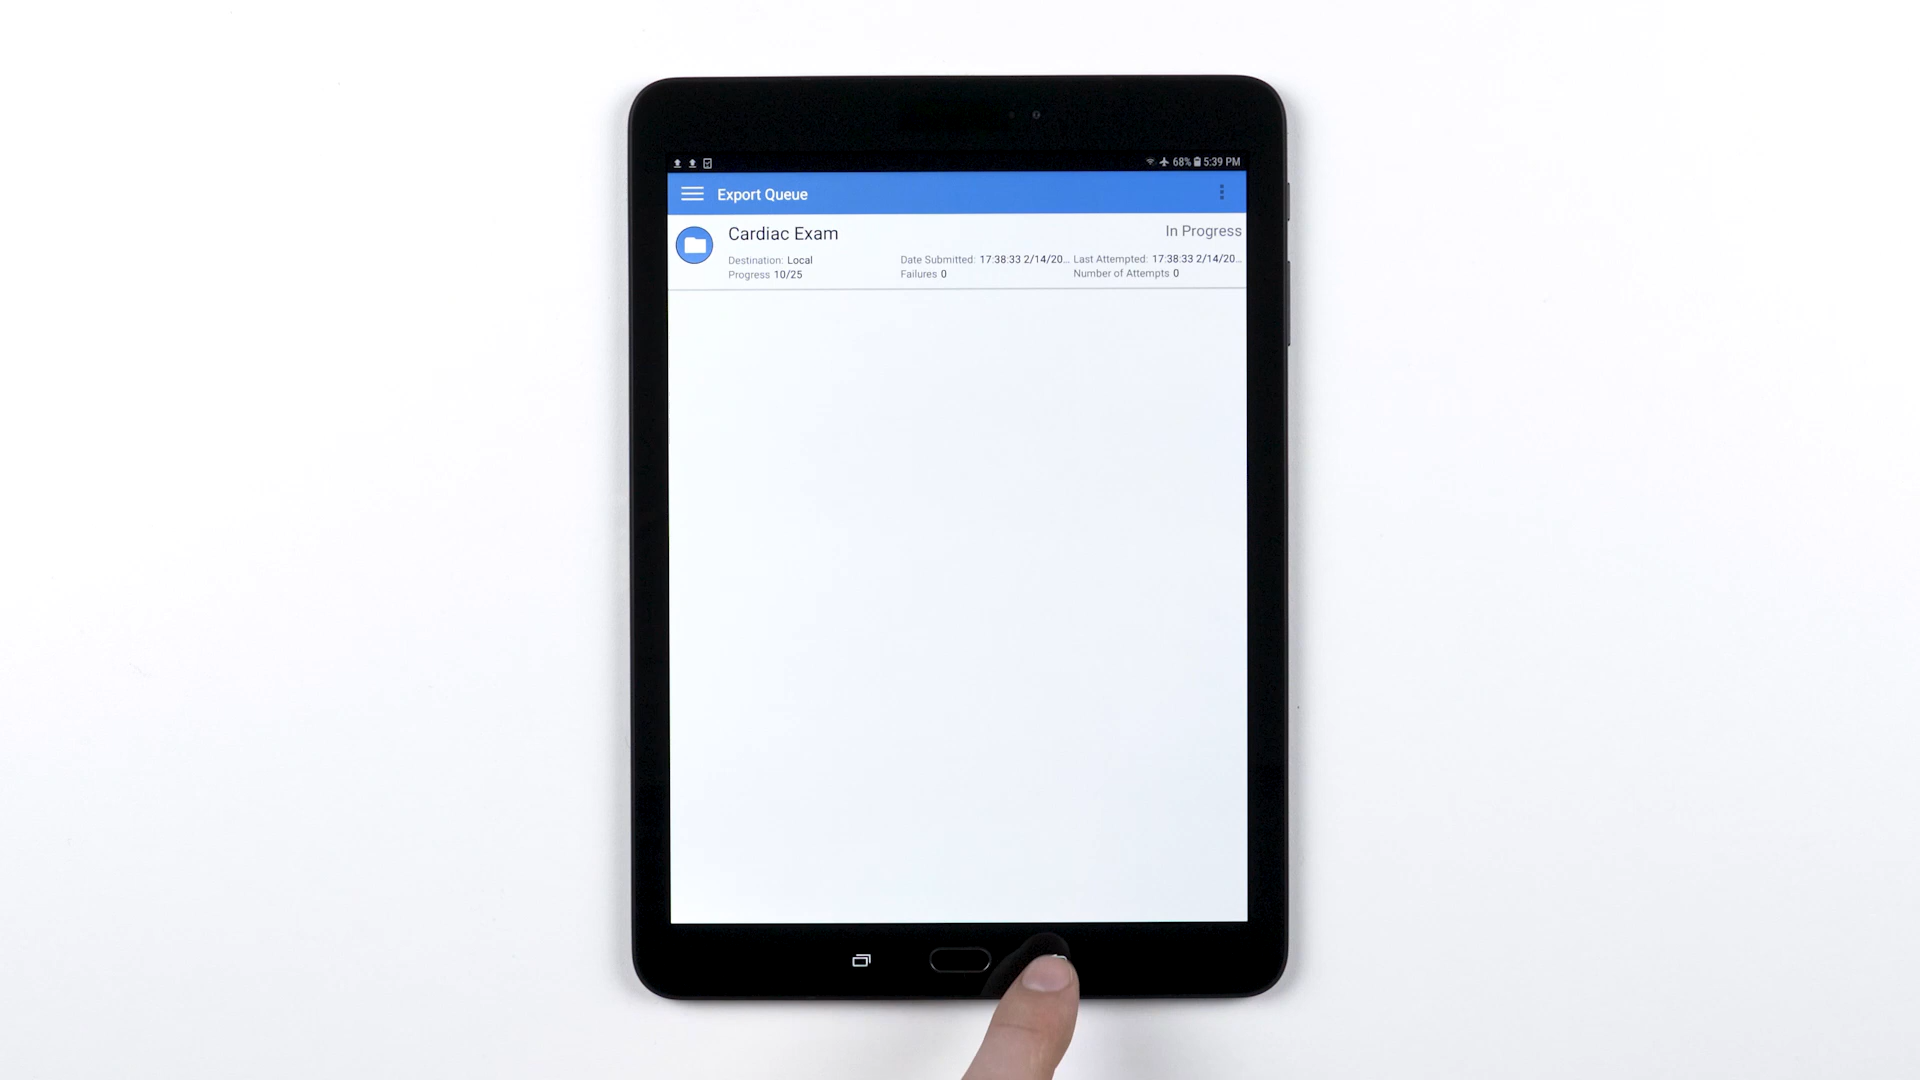 68% 5:39 PM
Export Queue
Cardiac Exam
In Progress
Destination: Local
Date Submitted: 17:38:33 2/14/20...
Last Attempted: 17:38:33 2/14/20...
Progress 10/25
Failures 0
Number of Attempts 0